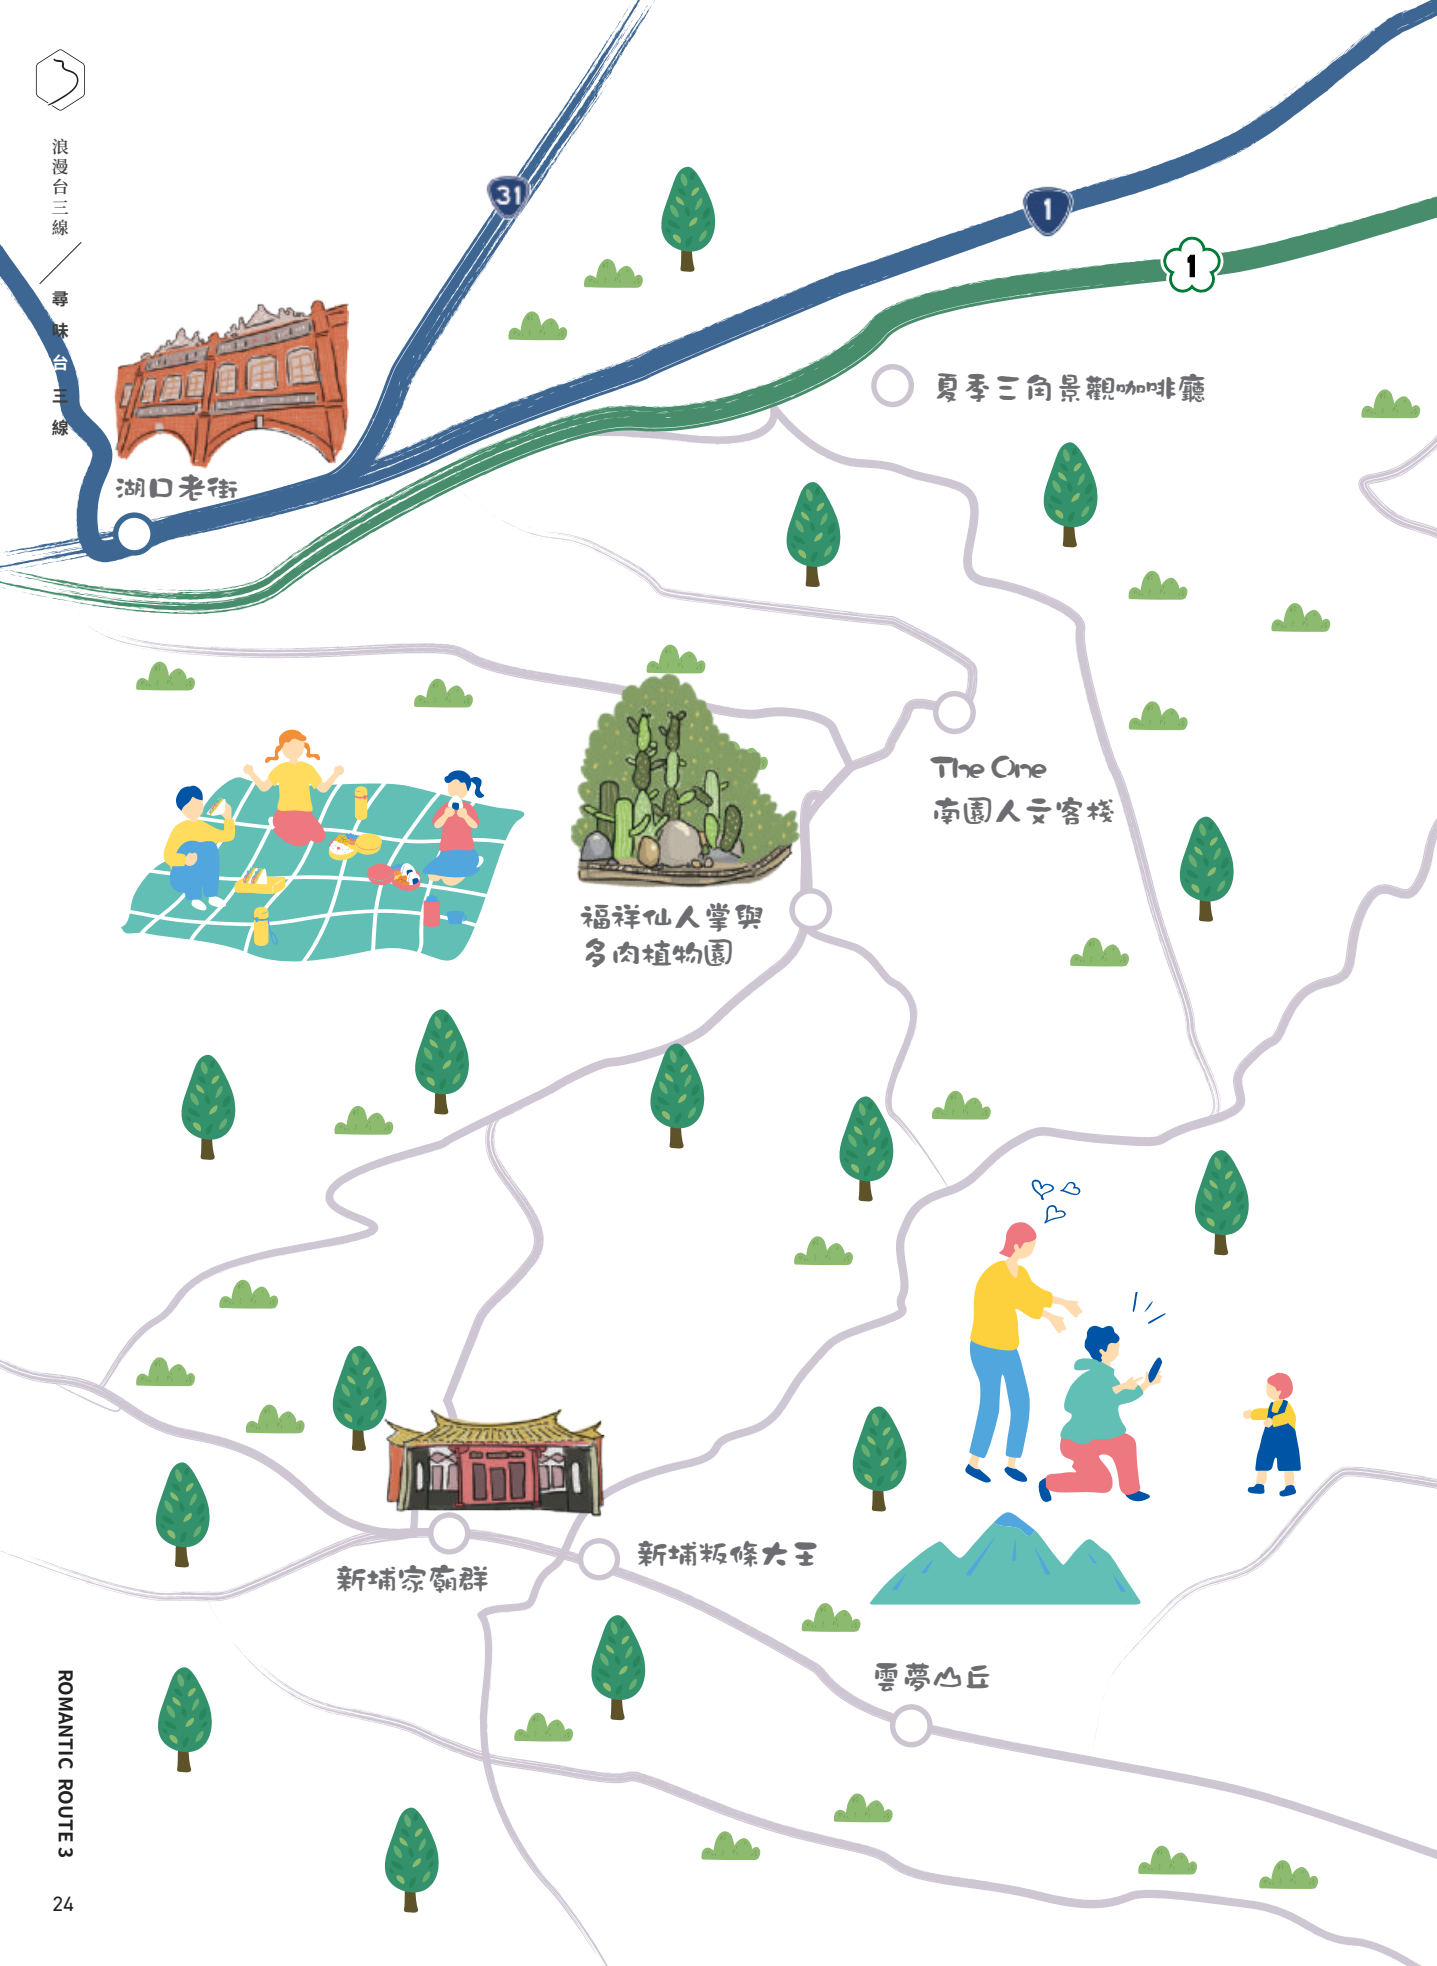 浪漫台三線
尋味台三線
31
1
1
夏季三角景觀咖啡廳
湖口老街
The One
南園人文客棧
福祥仙人掌與
多肉植物園
新埔粄條大王
新埔家廟群
雲夢山丘
ROMANTIC ROUTE 3
24